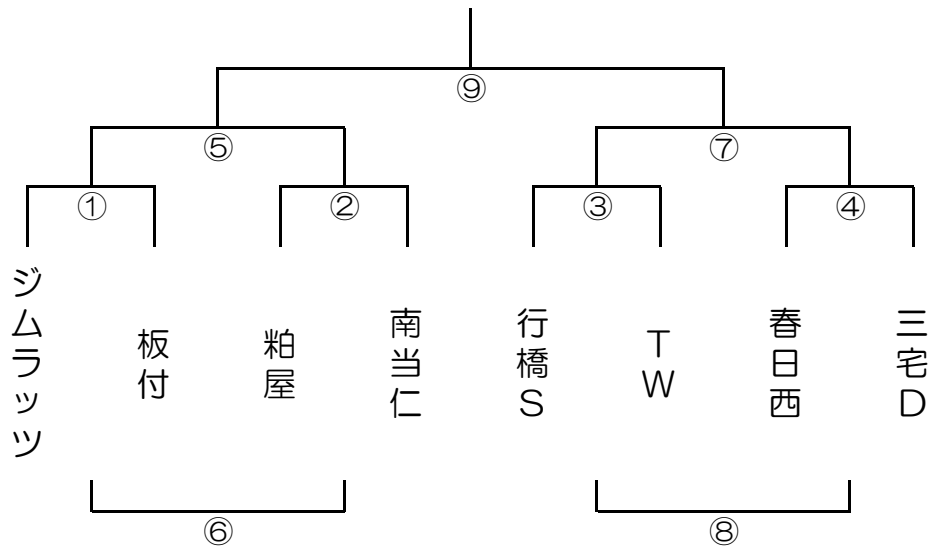 ⑨
⑤
⑦
①
②
③
④
ジムラッツ
板付
粕屋
南当仁
行橋S
TW
春日西
三宅D
⑥
⑧